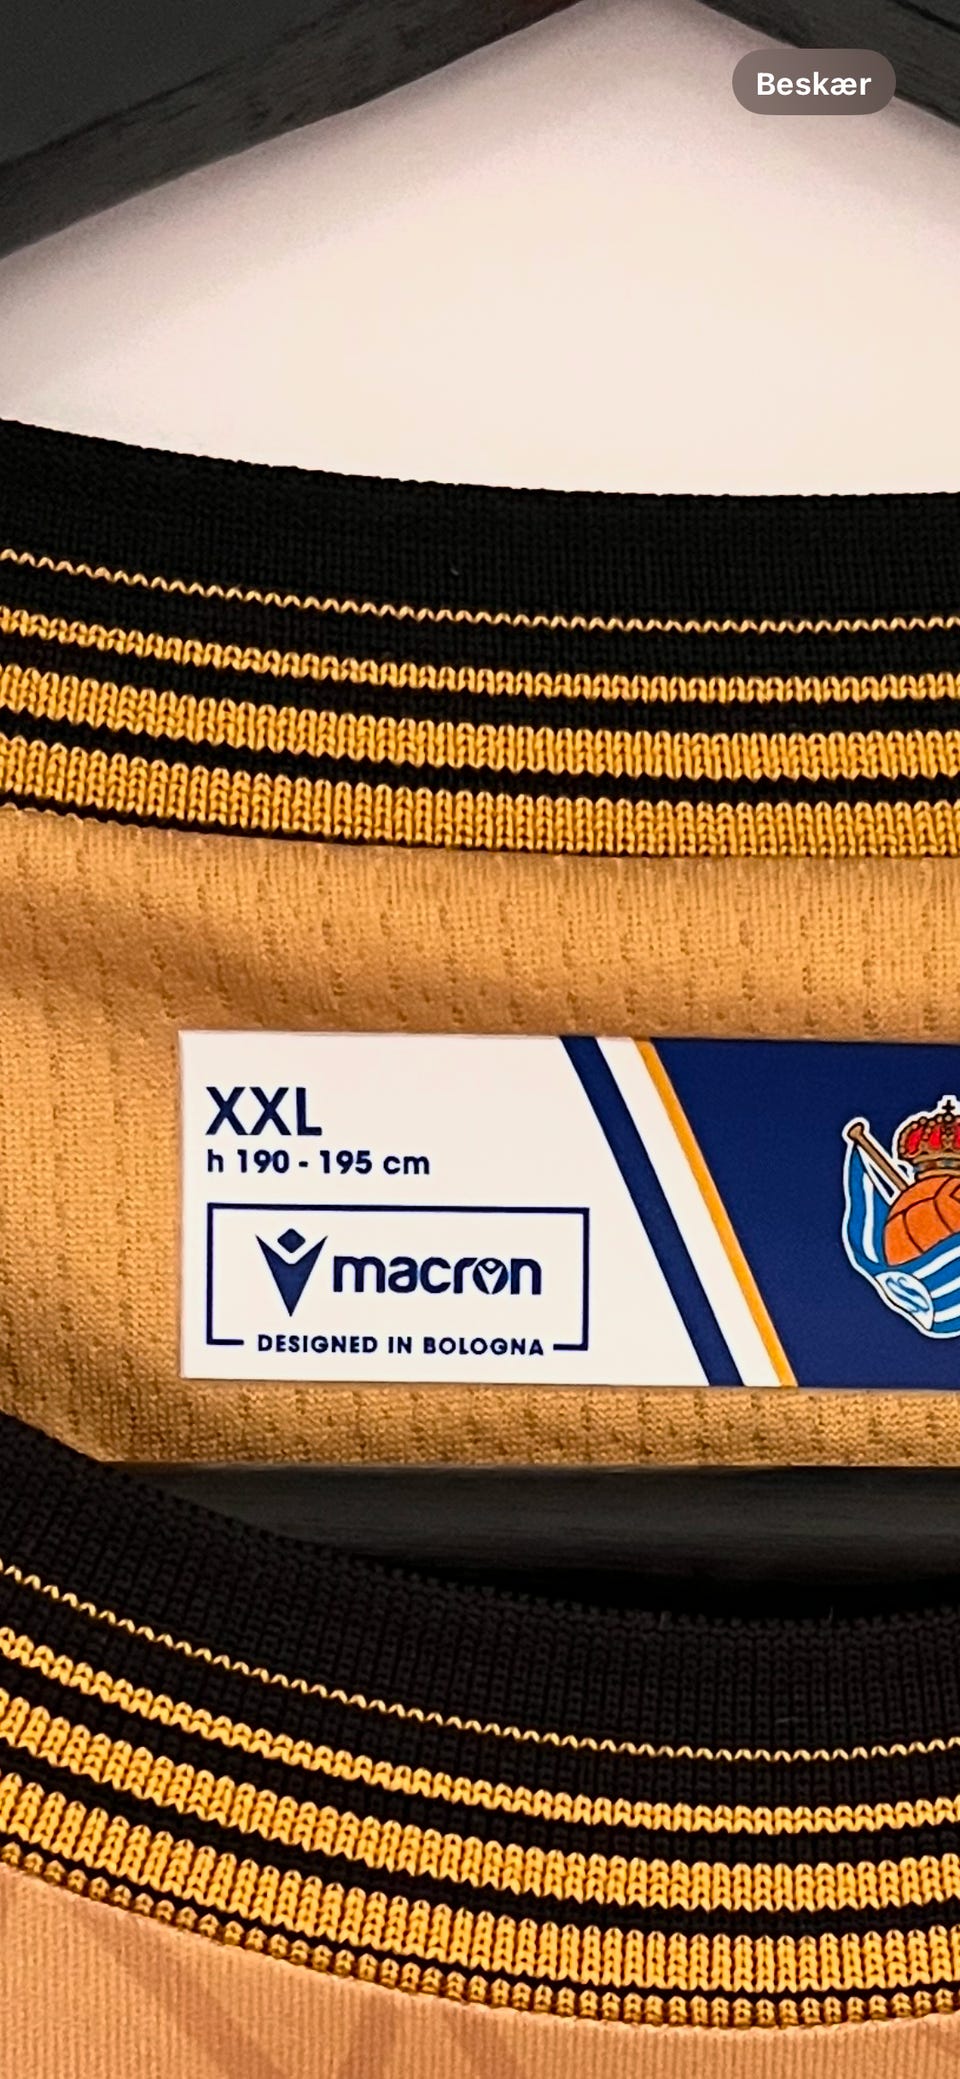 Beskær
XXL
h 190 - 195 cm
macron
DESIGNED IN BOLOGNA